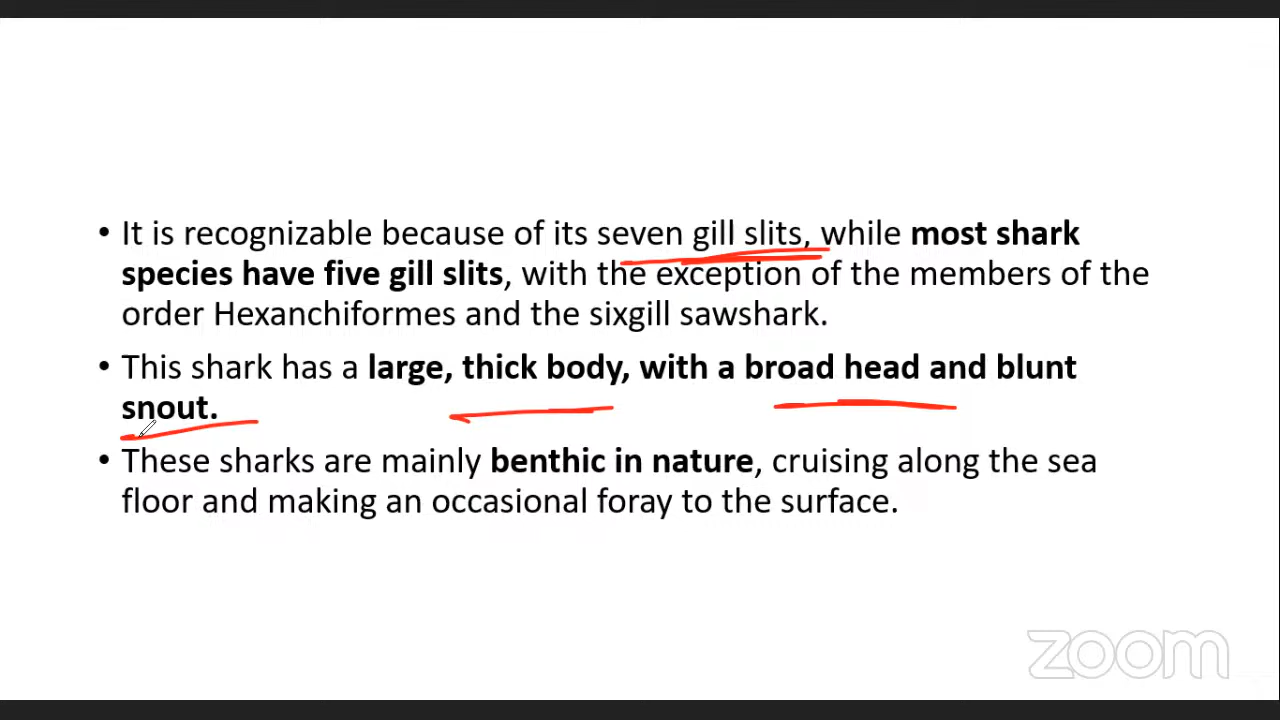 • It is recognizable because of its seven gill slits, while most shark
species have five gill slits, with the exception of the members of the
order Hexanchiformes and the sixgill sawshark.
• This shark has a large, thick body, with a broad head and blunt
snout.
• These sharks are mainly benthic in nature, cruising along the sea
floor and making an occasional foray to the surface.
zoom